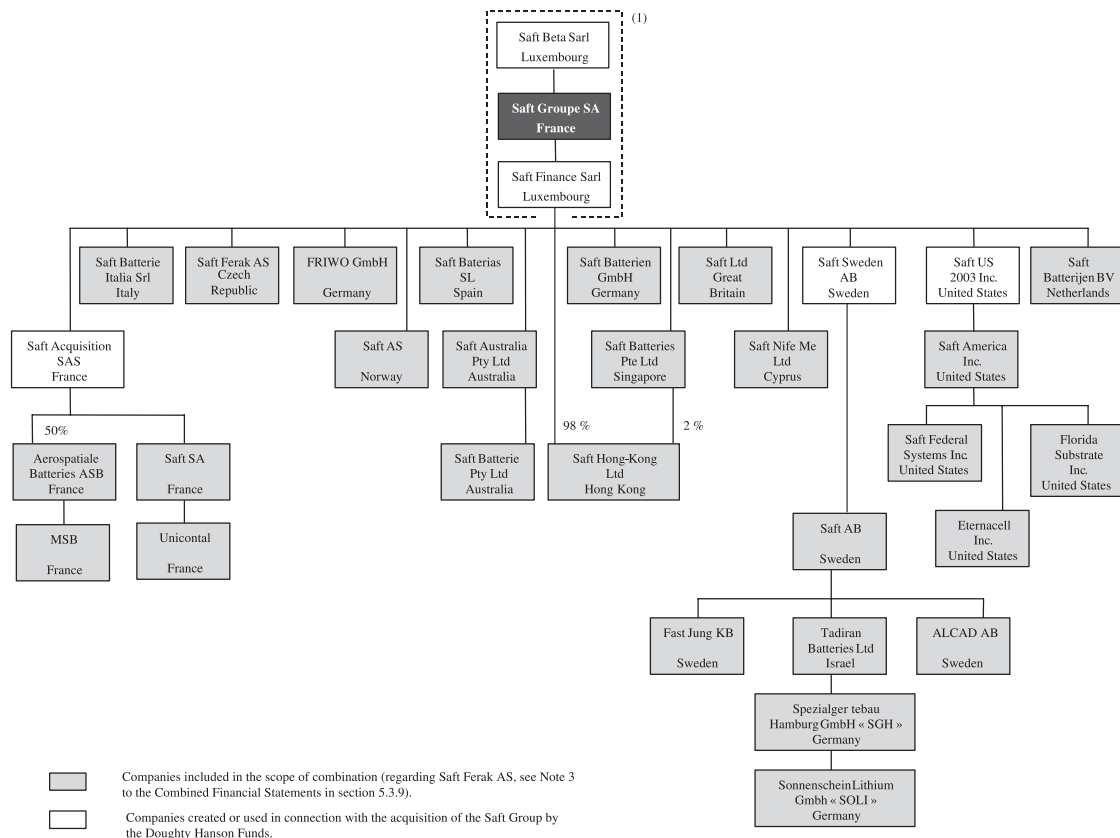 (1)
Saft Beta Sarl
Luxembourg
Saft Groupe SA
France
Saft Finance Sarl
Luxembourg
Saft Batterie
Italia Srl
Italy
Saft Ferak AS
Czech
Republic
FRIWO GmbH
Germany
Saft Baterias
SL
Spain
Saft Batterien
GmbH
Germany
Saft Ltd
Great
Britain
Saft Sweden
AB
Sweden
Saft US
2003 Inc.
United States
Saft
Batterijen BV
Netherlands
Saft Acquisition
SAS
France
Saft AS
Norway
Saft Australia
Pty Ltd
Australia
Saft Batteries
Pte Ltd
Singapore
Saft Nife Me
Ltd
Cyprus
Saft America
Inc.
United States
50%
98 %
2 %
Aerospatiale
Batteries ASB
France
Saft SA
France
Saft Batterie
Pty Ltd
Australia
Saft Hong-Kong
Ltd
Hong Kong
Saft Federal
Systems Inc.
United States
Florida
Substrate
Inc.
United States
MSB
France
Unicontal
France
Saft AB
Sweden
Eternacell
Inc.
United States
Fast Jung KB
Sweden
Tadiran
Batteries Ltd
Israel
ALCAD AB
Sweden
Spezialger tebau
Hamburg GmbH « SGH »
Germany
Sonnenschein Lithium
Gmbh « SOLI »
Germany
Companies included in the scope of combination (regarding Saft Ferak AS, see Note 3
to the Combined Financial Statements in section 5.3.9).
Companies created or used in connection with the acquisition of the Saft Group by
the Doughty Hanson Funds.